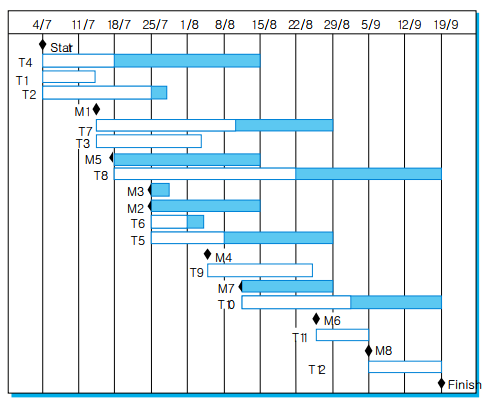 4/7 11/7 18/7 25/7 1/8 8/8 15/8 22/8 29/8 5/9 12/9 19/9
Start
T4
T1
T2
M1
T7
T3
M5
T8
M3
M2
T6
T5
M4
T9
M7
T10
M6
T11
M8
T12
Finish